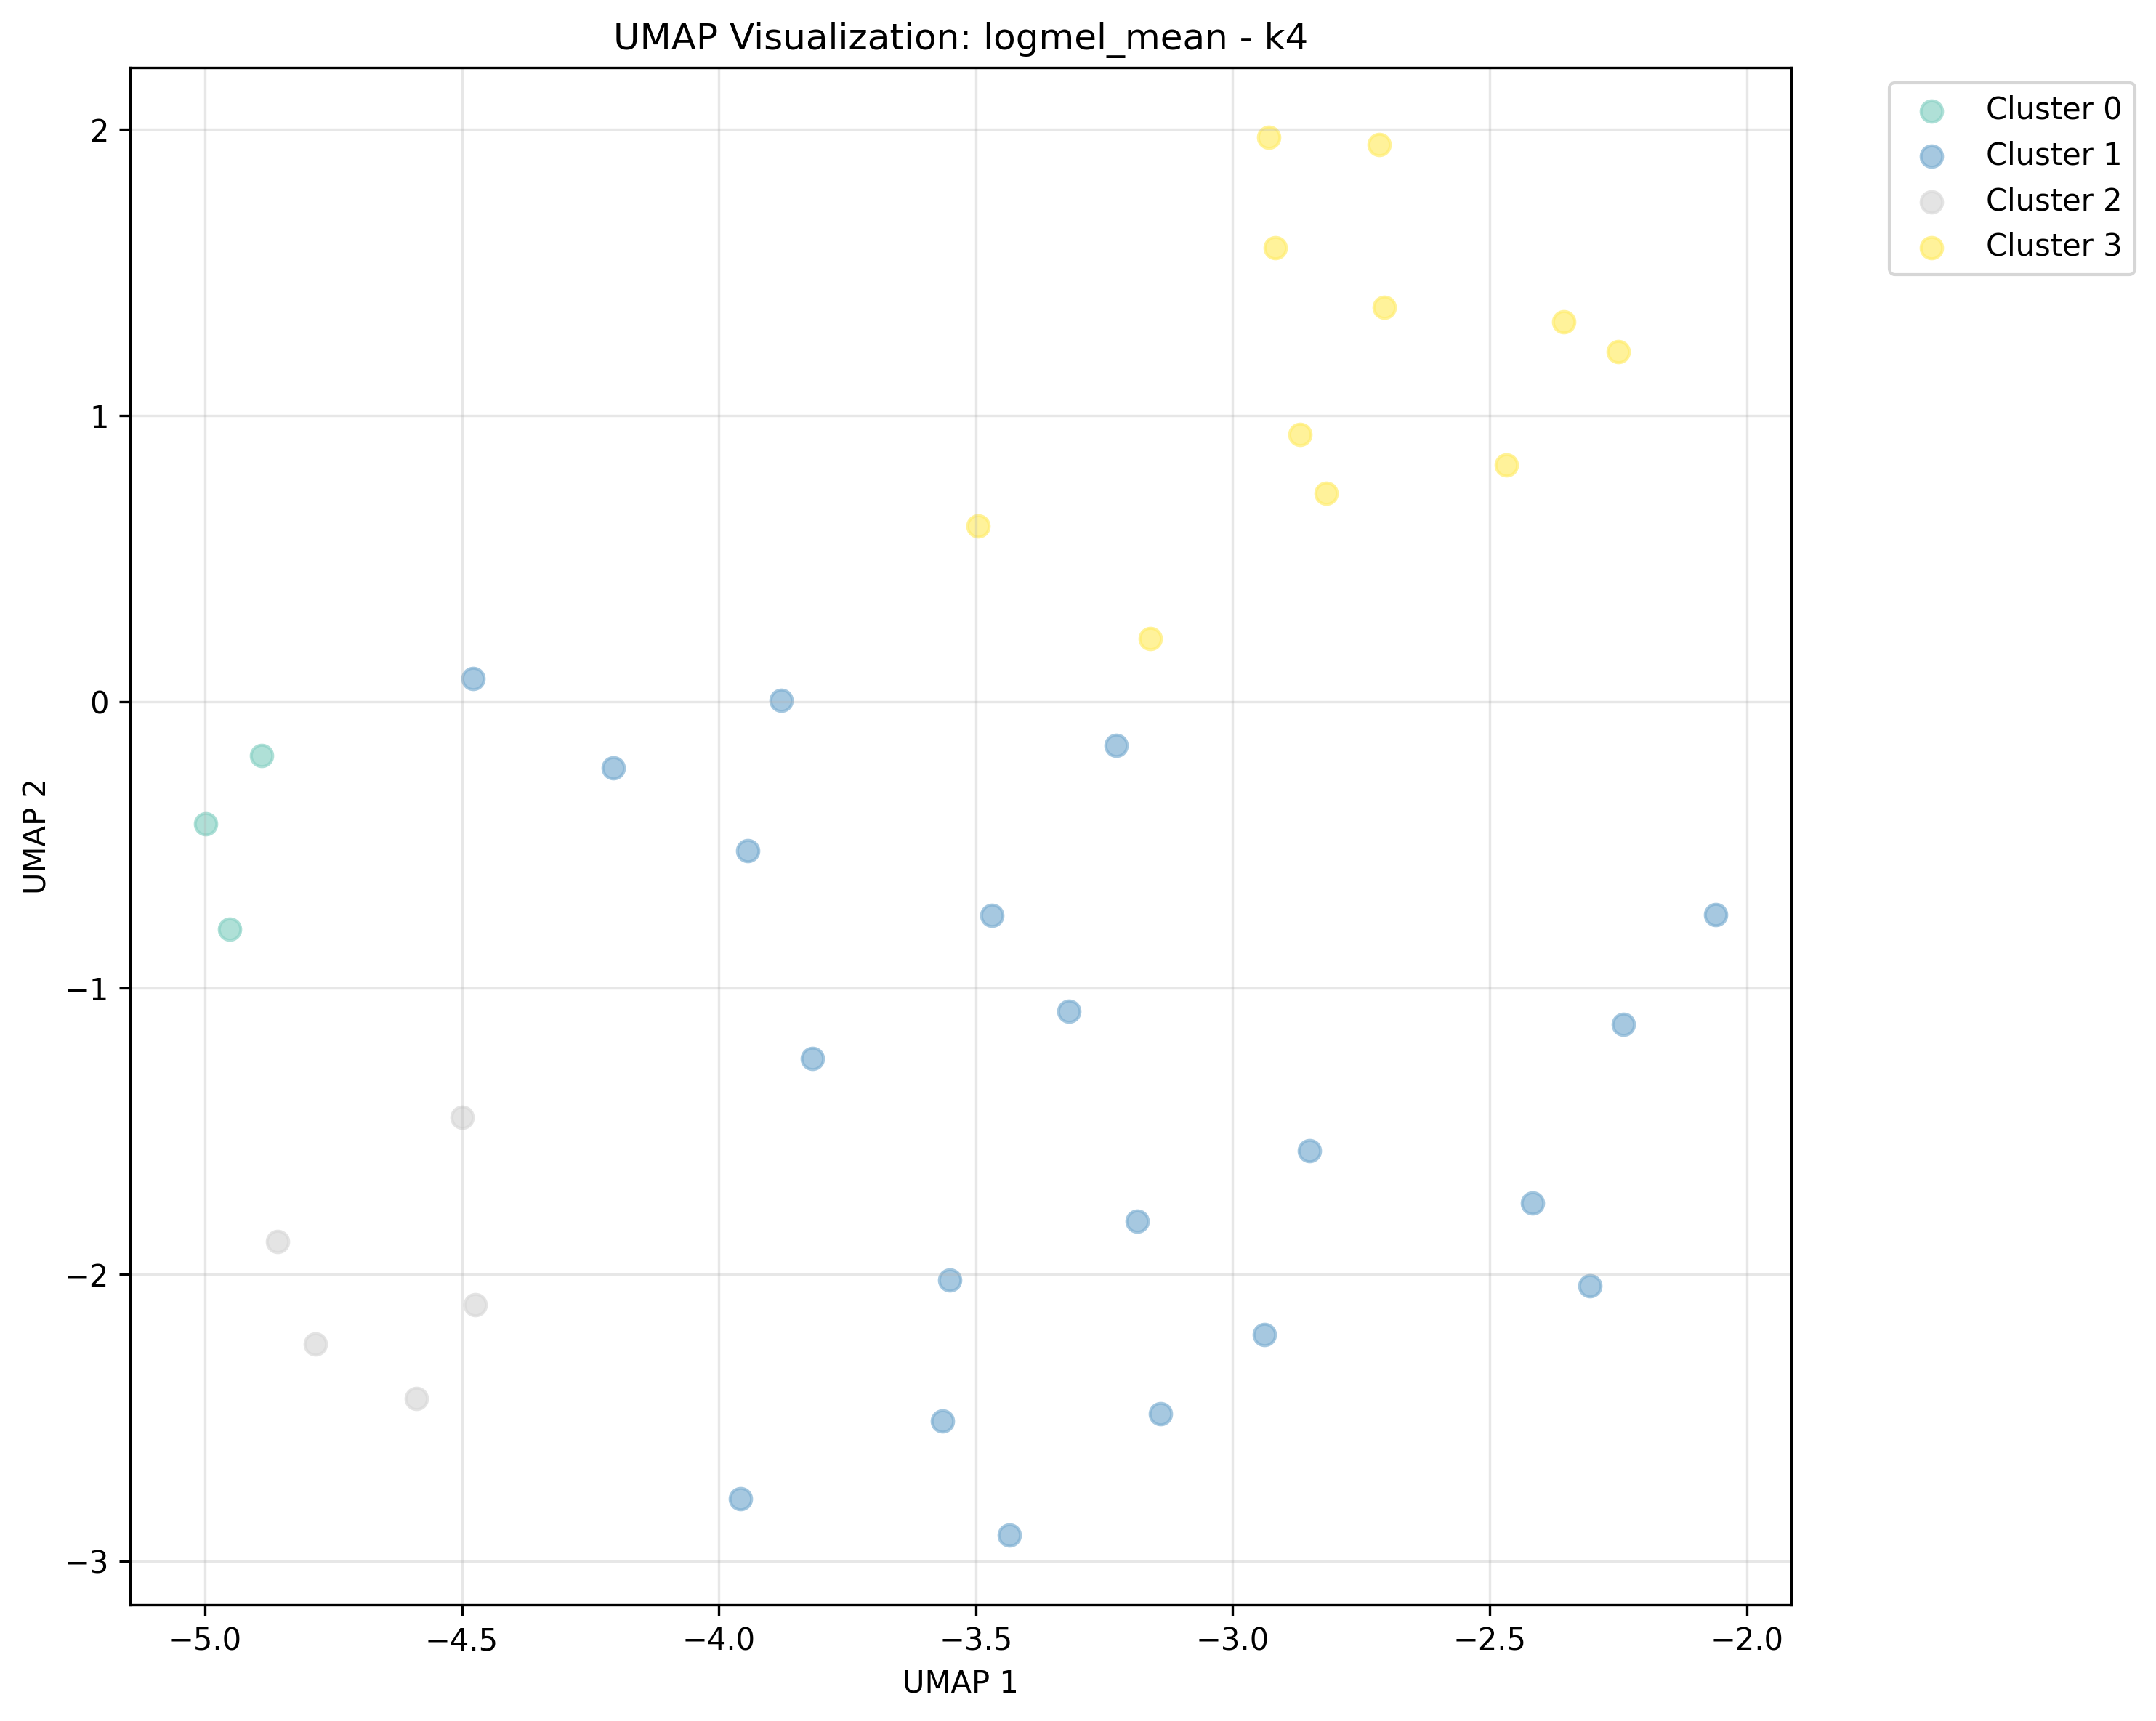 UMAP Visualization: logmel_mean - k4
Cluster 0
Cluster 1
Cluster 2
Cluster 3
2
1
0
−1
−2
−3
UMAP 2
−5.0 −4.5 −4.0 −3.5 −3.0 −2.5 −2.0
UMAP 1